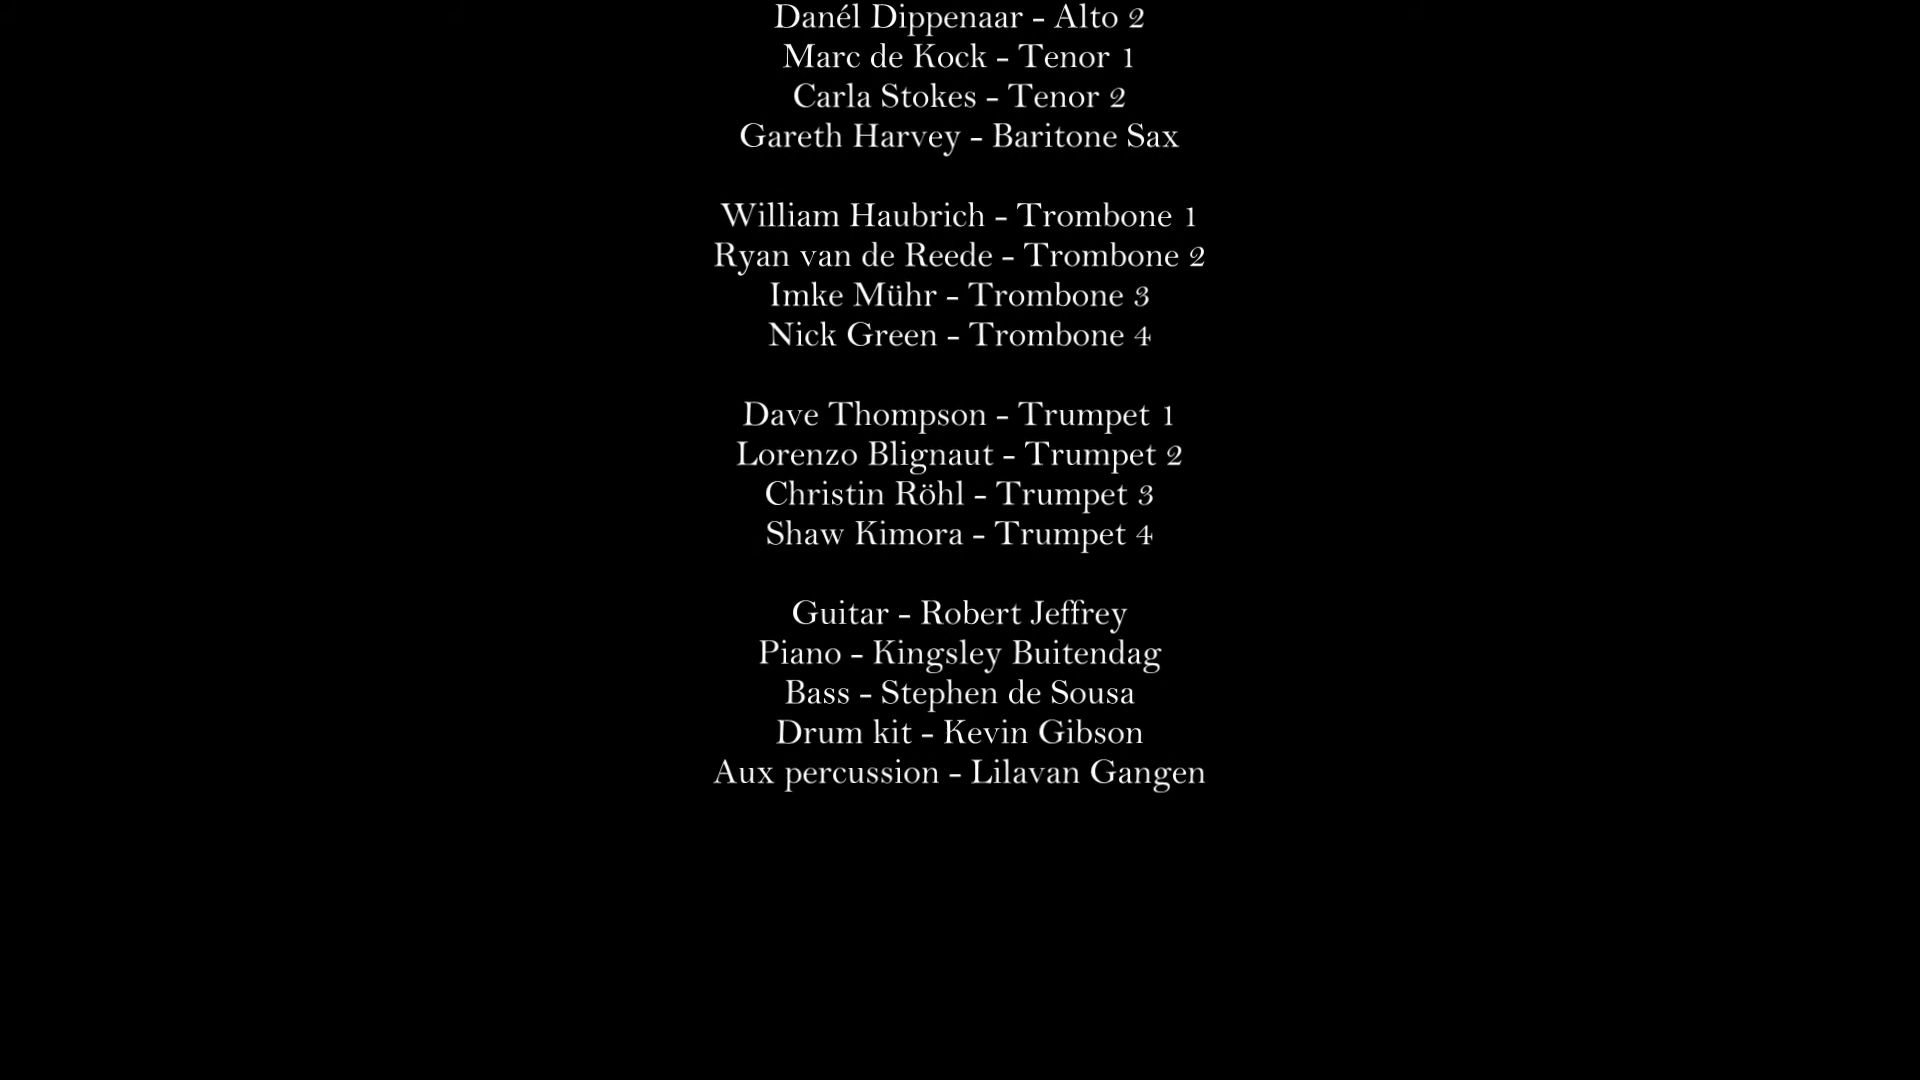 Danél Dippenaar - Alto 2
Marc de Kock - Tenor 1
Carla Stokes - Tenor 2
Gareth Harvey - Baritone Sax
William Haubrich - Trombone 1
Ryan van de Reede - Trombone 2
Imke Mühr - Trombone 3
Nick Green - Trombone 4
Dave Thompson - Trumpet 1
Lorenzo Blignaut - Trumpet 2
Christin Röhl - Trumpet 3
Shaw Kimora - Trumpet 4
Guitar - Robert Jeffrey
Piano - Kingsley Buitendag
Bass - Stephen de Sousa
Drum kit - Kevin Gibson
Aux percussion - Lilavan Gangen